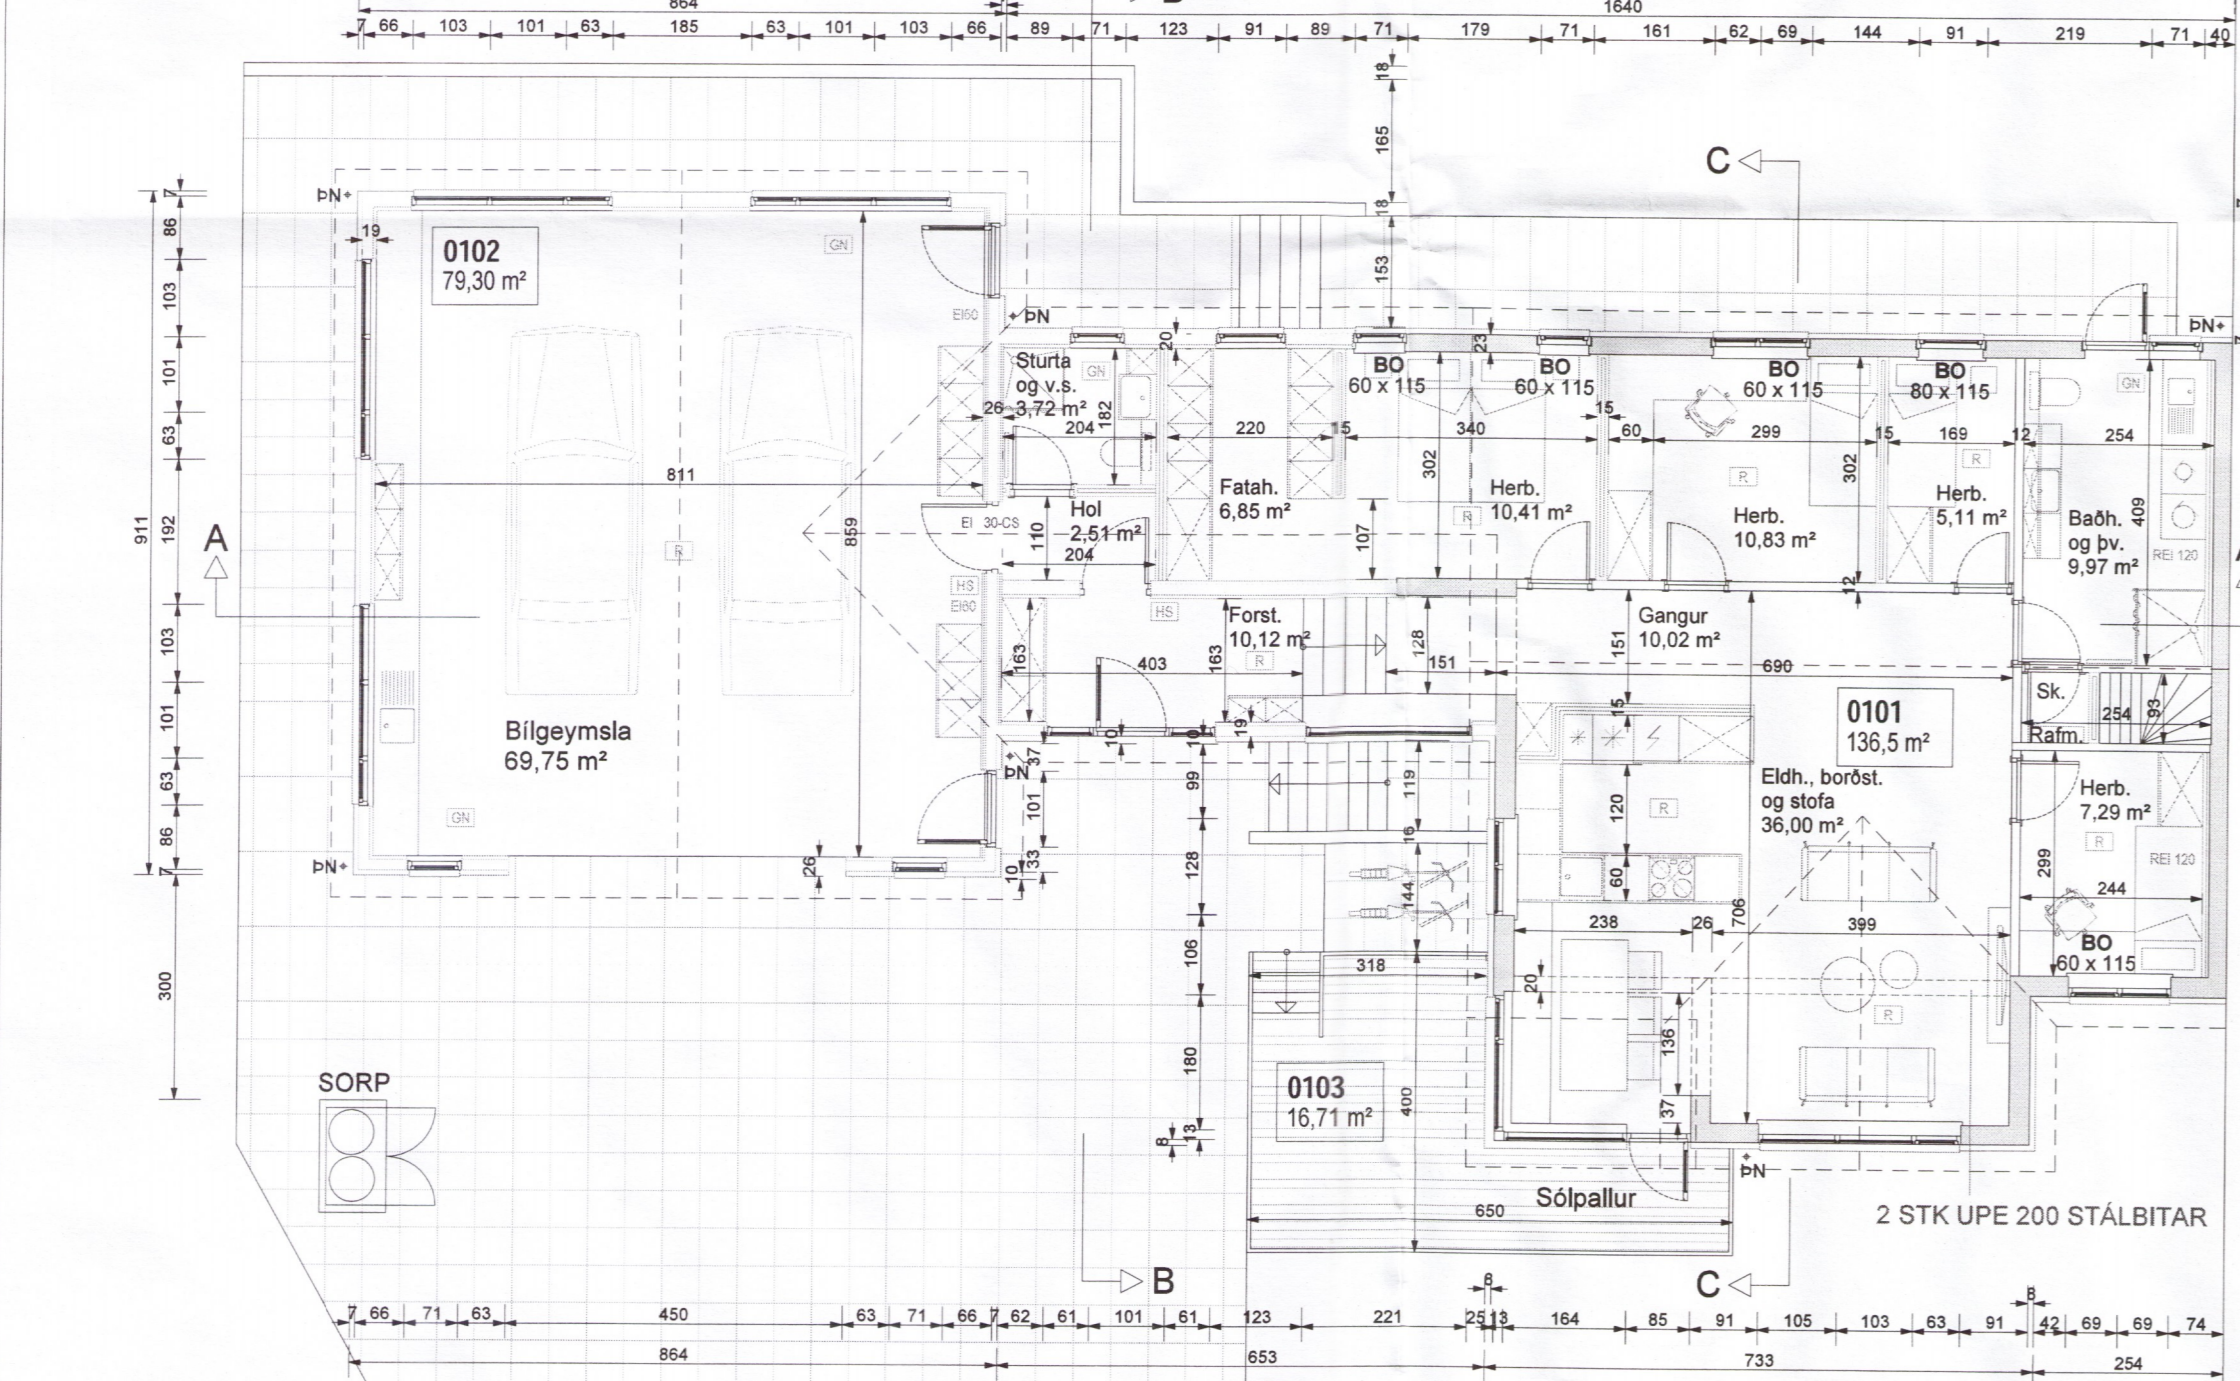 864
1640
B
7 66 103 101 63 185 63 101 103 66 89 71 123 91 89 71 179 71 161 62 69 144 91 219 71 40
18
165
18
153
C
7
86
103
101
63
192
103
101
63
86
7
911
300
ÞN
19
0102
79,30 m²
GN
EI60
ÞN
ÞN
20
23
Sturta
og v.s.
3,72 m²
GN
182
26
204
BO
60 x 115
BO
60 x 115
BO
60 x 115
BO
80 x 115
GN
220
15
340
15
60
299
15
169
12
254
302
302
R
R
Fatah.
6,85 m²
Herb.
10,41 m²
R
Herb.
10,83 m²
Herb.
5,11 m²
Baðh.
og þv.
9,97 m²
409
REI 120
811
859
A
EI 30-CS
Hol
2,51 m²
110
204
107
R
HS
EI60
HS
12
Forst.
10,12 m²
R
163
403
163
128
151
Gangur
10,02 m²
151
690
Sk.
254
93
Rafm.
0101
136,5 m²
15
Bílgeymsla
69,75 m²
GN
10
10
19
37
ÞN
99
119
101
16
33
10
26
128
144
106
180
13
8
Eldh., borðst.
og stofa
36,00 m²
120
R
60
Herb.
7,29 m²
R
REI 120
299
244
BO
60 x 115
ÞN
238
26
706
399
318
20
136
R
37
SORP
0103
16,71 m²
400
ÞN
Sólpallur
650
2 STK UPE 200 STÁLBITAR
B
C
8
8
7 66 71 63 450 63 71 66 7 62 61 101 61 123 221 25 13 164 85 91 105 103 63 91 42 69 69 74
864
653
733
254